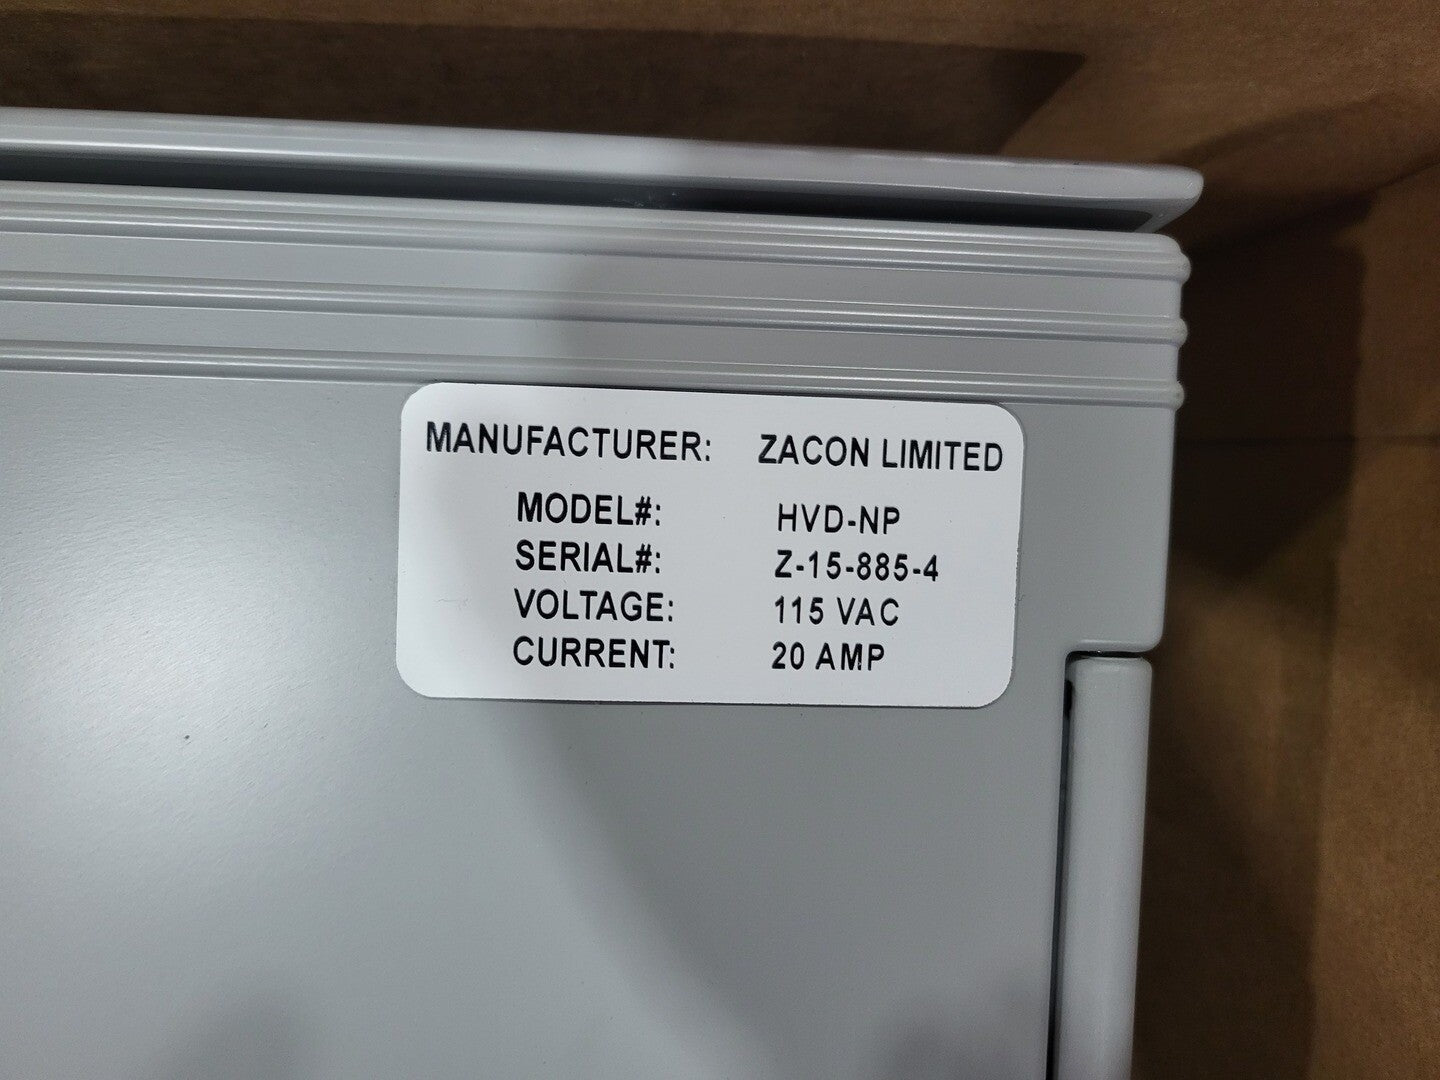 MANUFACTURER: ZACON LIMITED
MODEL#: HVD-NP
SERIAL#: Z-15-885-4
VOLTAGE: 115 VAC
CURRENT: 20 AMP